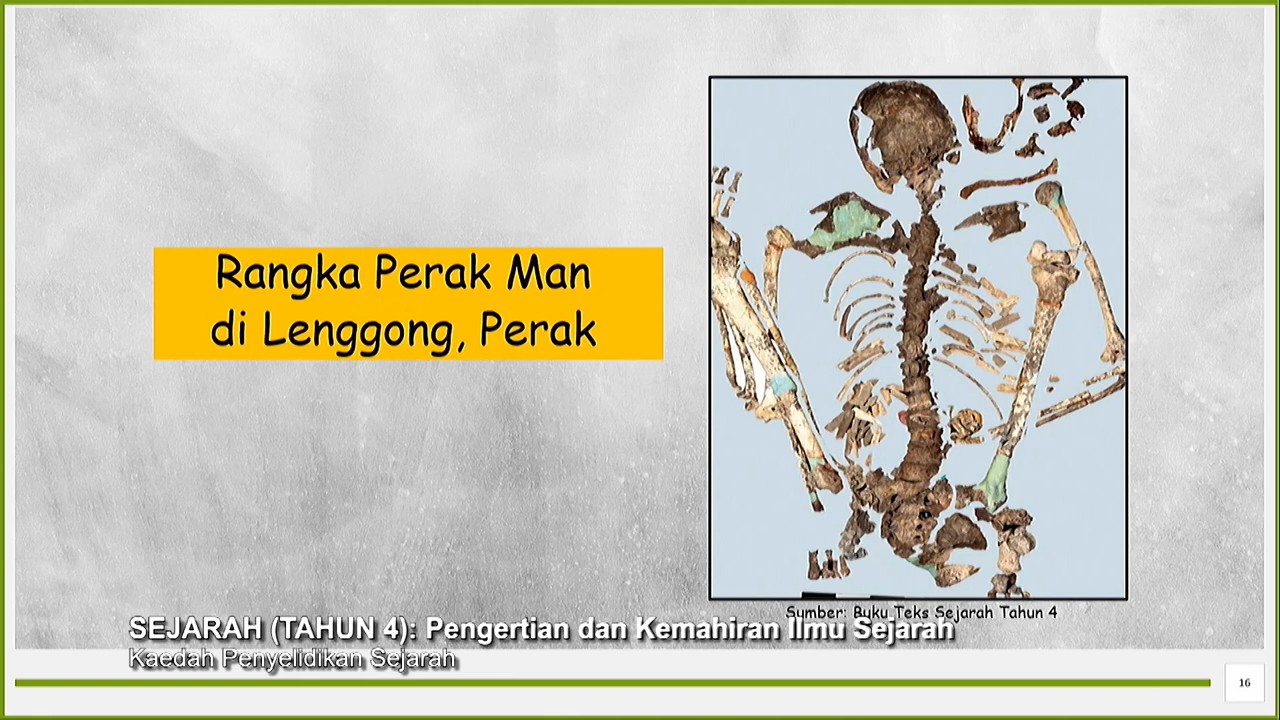 Rangka Perak Man
di Lenggong, Perak
Sumber: Buku Teks Sejarah Tahun 4
SEJARAH (TAHUN 4): Pengertian dan Kemahiran Ilmu Sejarah
Kaedah Penyelidikan Sejarah
16